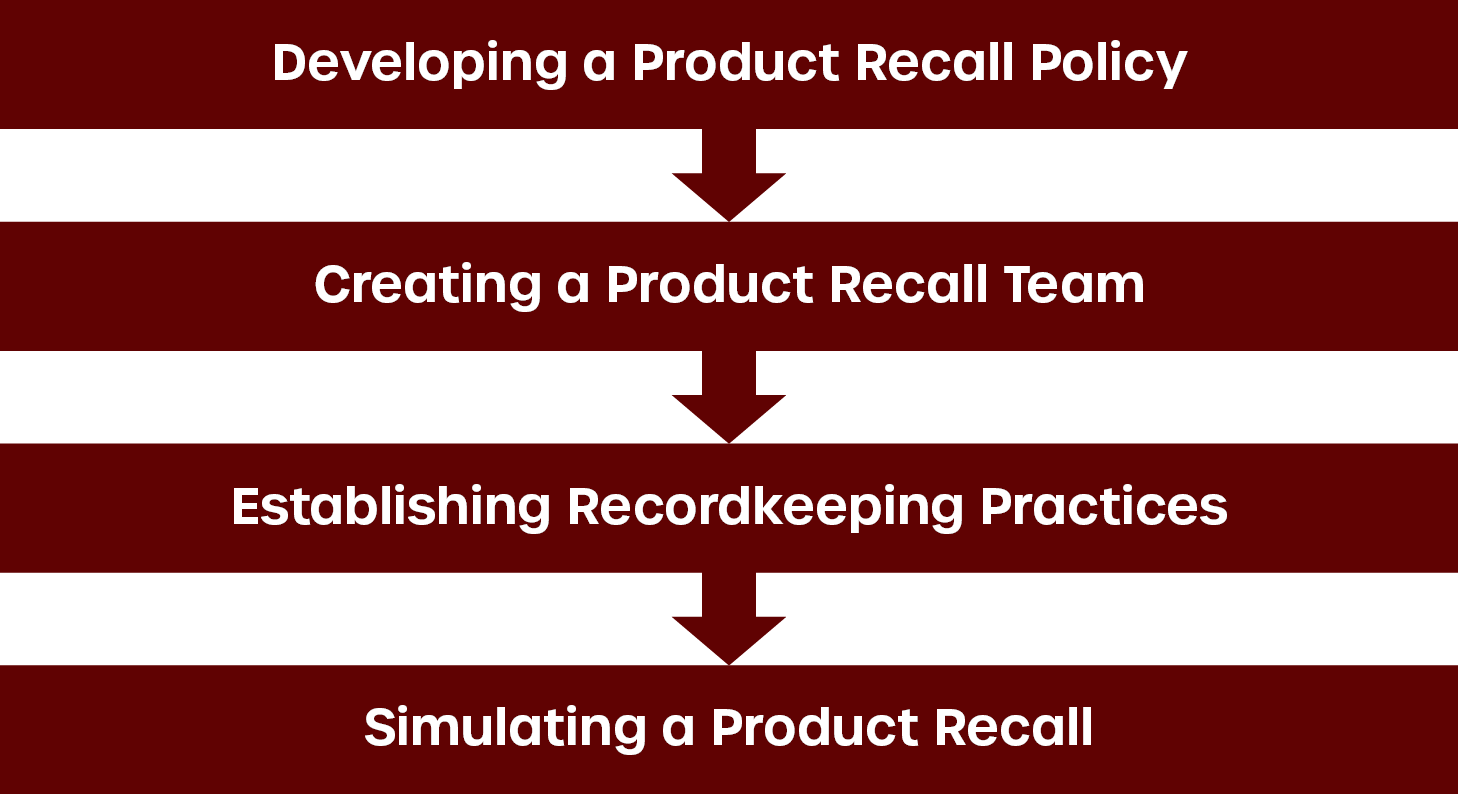 Developing a Product Recall Policy
Creating a Product Recall Team
Establishing Recordkeeping Practices
Simulating a Product Recall